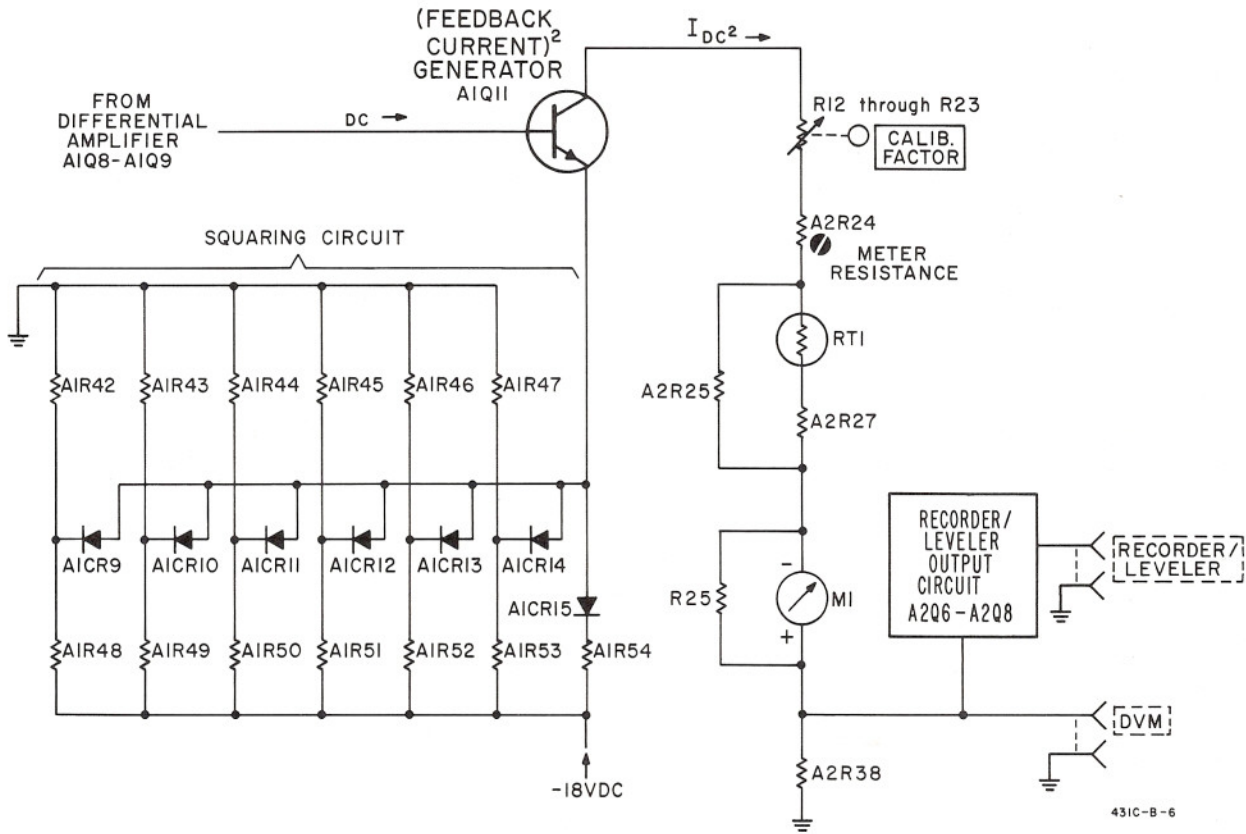 (FEEDBACK
CURRENT)²
GENERATOR
A1Q11
I DC² →
FROM
DIFFERENTIAL
AMPLIFIER
A1Q8-A1Q9
DC →
R12 through R23
CALIB.
FACTOR
A2R24
METER
RESISTANCE
SQUARING CIRCUIT
RT1
A1R42
A1R43
A1R44
A1R45
A1R46
A1R47
A2R25
A2R27
A1CR9
A1CR10
A1CR11
A1CR12
A1CR13
A1CR14
A1CR15
R25
-
M1
+
RECORDER/
LEVELER
OUTPUT
CIRCUIT
A2Q6-A2Q8
RECORDER/
LEVELER
A1R48
A1R49
A1R50
A1R51
A1R52
A1R53
A1R54
DVM
-18VDC
A2R38
431C-B-6